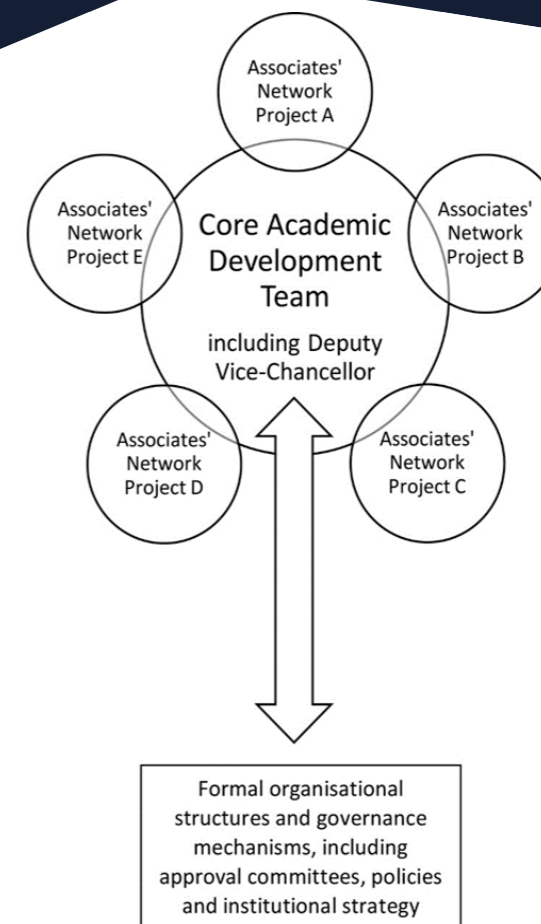 Associates'
Network
Project A
Associates'
Network
Project E
Core Academic
Development
Team
including Deputy
Vice-Chancellor
Associates'
Network
Project B
Associates'
Network
Project D
Associates'
Network
Project C
Formal organisational
structures and governance
mechanisms, including
approval committees, policies
and institutional strategy